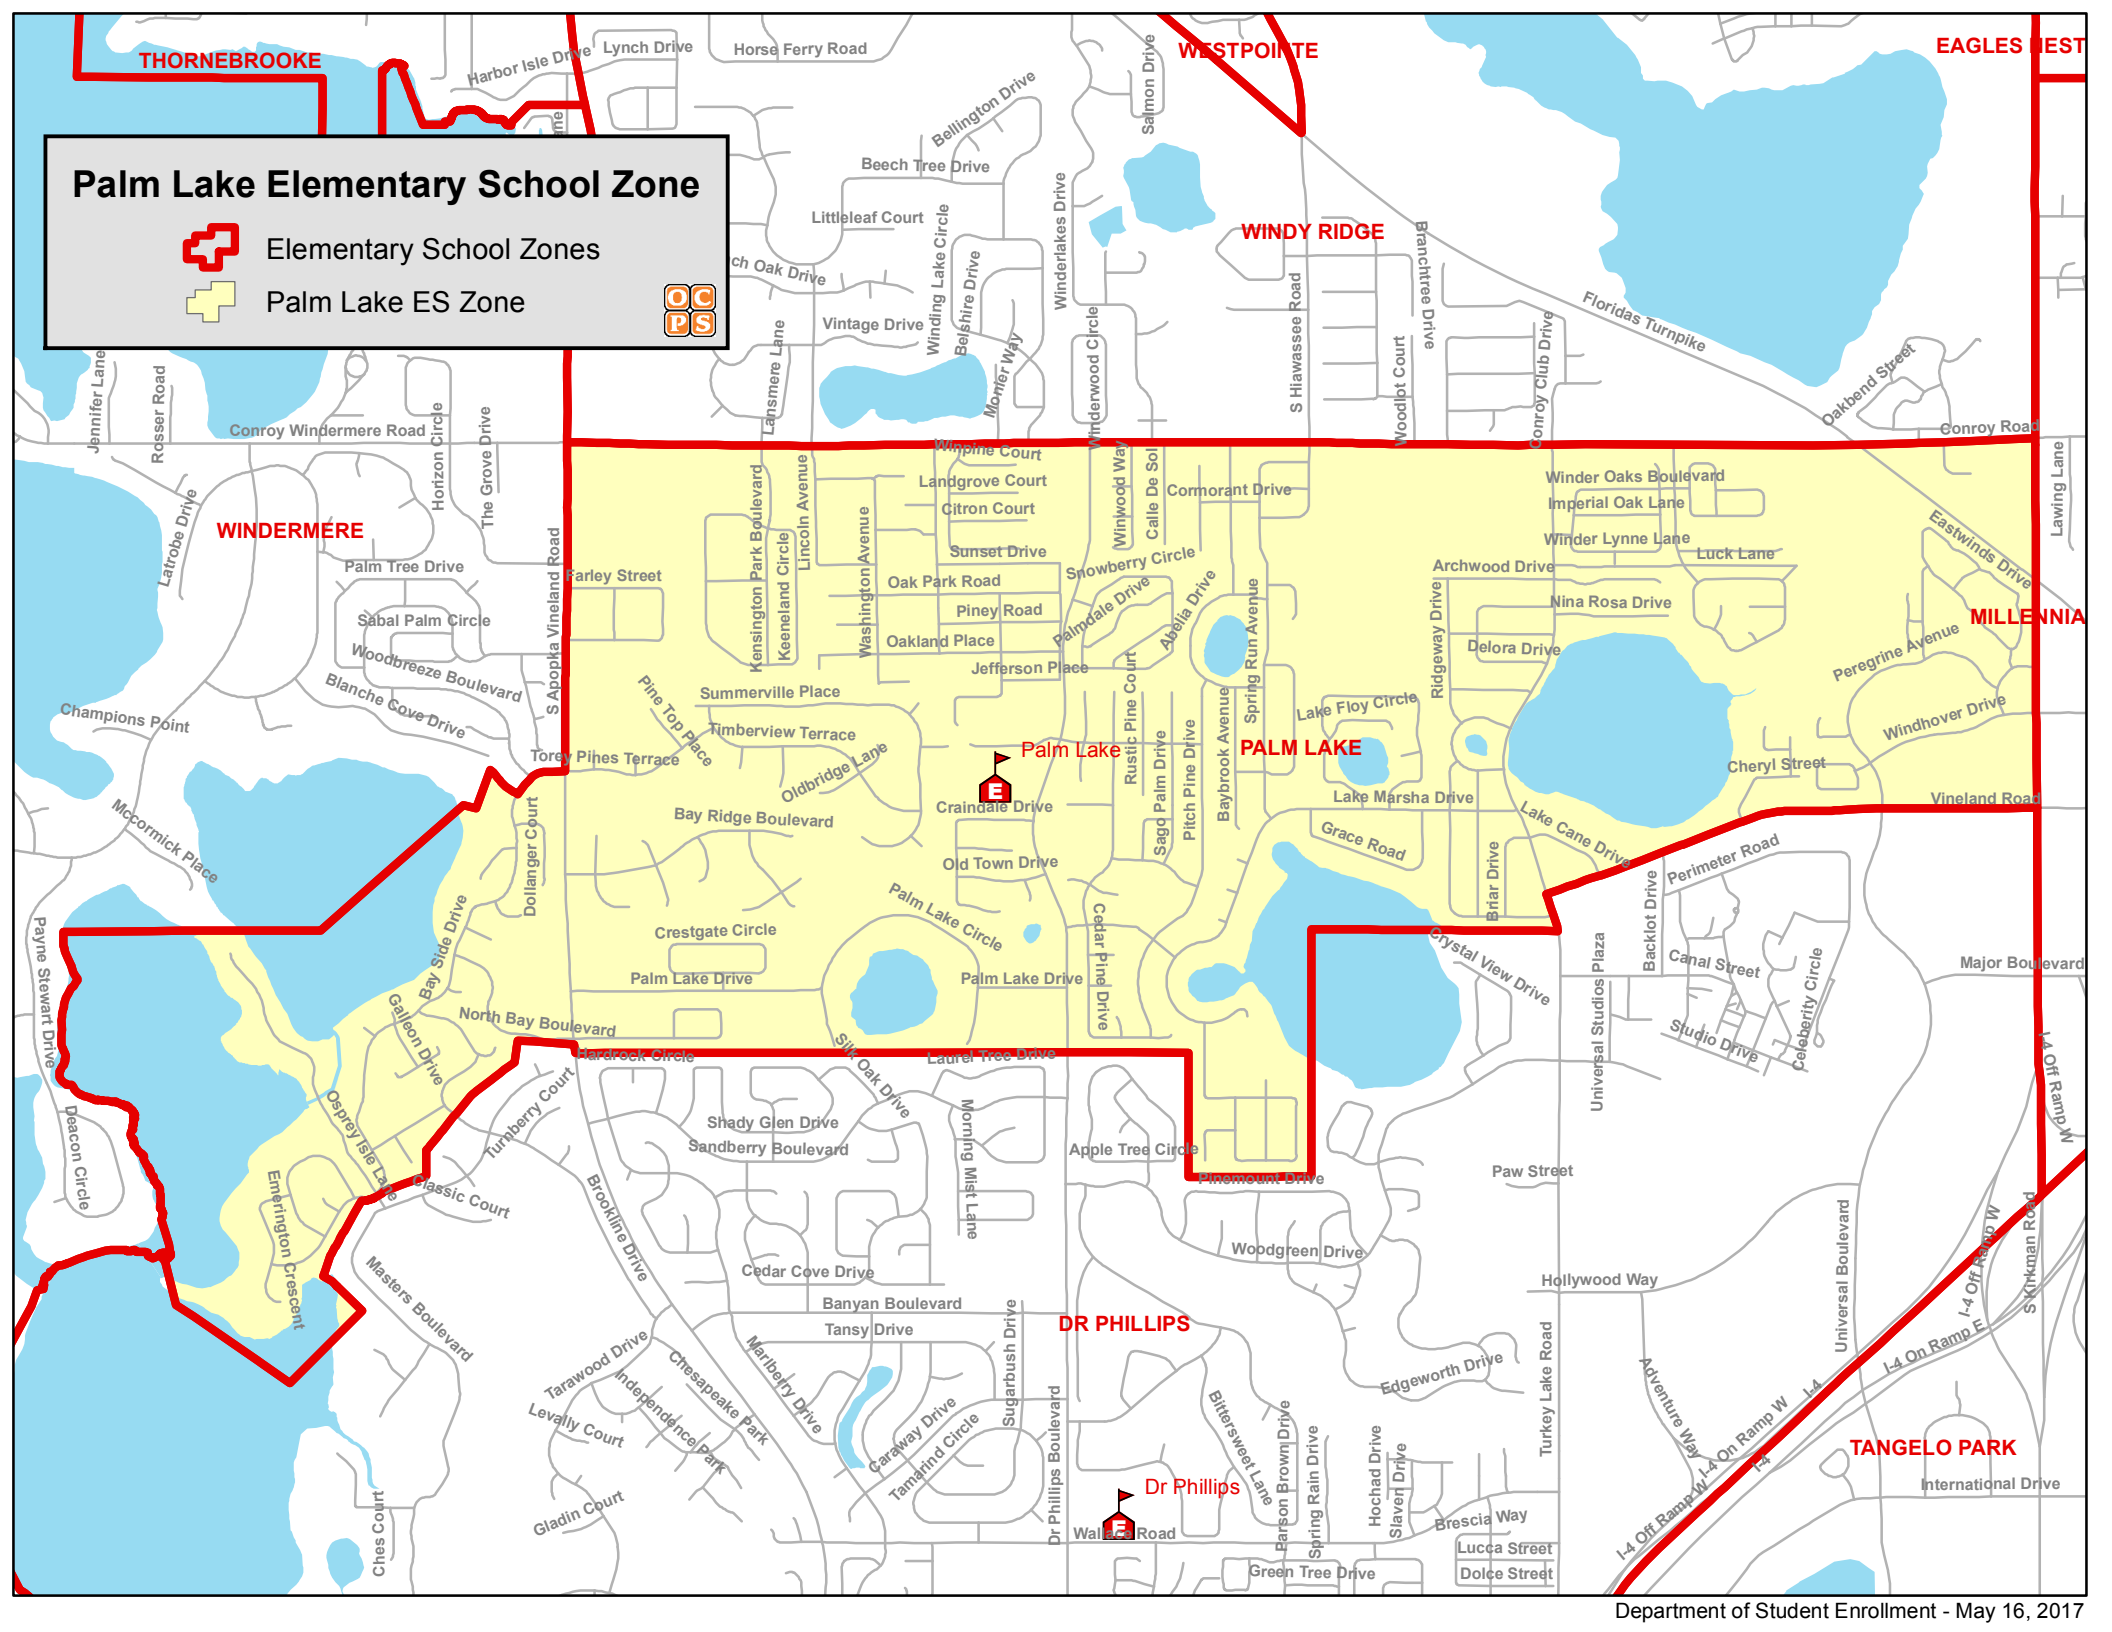 THORNEBROOKE
Harbor Isle Drive
Lynch Drive
Horse Ferry Road
Salmon Drive
WESTPOINTE
EAGLES NEST
Palm Lake Elementary School Zone
Elementary School Zones
Palm Lake ES Zone
OC
PS
Bellington Drive
Beech Tree Drive
Littleleaf Court
Winding Lake Circle
Belshire Drive
Winderlakes Drive
WINDY RIDGE
Branchtree Drive
Vintage Drive
Lansmere Lane
Monier Way
Winderwood Circle
S Hiawassee Road
Woodlot Court
Conroy Club Drive
Floridas Turnpike
Oakbend Street
Conroy Road
Jennifer Lane
Rosser Road
Conroy Windermere Road
Horizon Circle
The Grove Drive
Latrobe Drive
WINDERMERE
Palm Tree Drive
Sabal Palm Circle
Woodbreeze Boulevard
Blanche Cove Drive
S Apopka Vineland Road
Champions Point
Mccormick Place
Farley Street
Kensington Park Boulevard
Keeneland Circle
Lincoln Avenue
Washington Avenue
Winpine Court
Landgrove Court
Citron Court
Sunset Drive
Oak Park Road
Piney Road
Oakland Place
Jefferson Place
Winwood Way
Calle De Sol
Cormorant Drive
Snowberry Circle
Palmdale Drive
Abelia Drive
Spring Run Avenue
Winder Oaks Boulevard
Imperial Oak Lane
Winder Lynne Lane
Luck Lane
Archwood Drive
Nina Rosa Drive
Ridgeway Drive
Delora Drive
Eastwinds Drive
Lawing Lane
MILLENNIA
Peregrine Avenue
Windhover Drive
Cheryl Street
Vineland Road
Summerville Place
Pine Top Place
Timberview Terrace
Torey Pines Terrace
Oldbridge Lane
Palm Lake
E
Craindale Drive
Rustic Pine Court
Sago Palm Drive
Pitch Pine Drive
Baybrook Avenue
Lake Floy Circle
PALM LAKE
Lake Marsha Drive
Grace Road
Briar Drive
Lake Cane Drive
Bay Ridge Boulevard
Old Town Drive
Dollanger Court
Bay Side Drive
Palm Lake Circle
Crestgate Circle
Palm Lake Drive
Palm Lake Drive
Cedar Pine Drive
Crystal View Drive
Perimeter Road
Backlot Drive
Canal Street
Universal Studios Plaza
Studio Drive
Celeberity Circle
Major Boulevard
I-4 Off Ramp W
Payne Stewart Drive
Deacon Circle
Galleon Drive
North Bay Boulevard
Osprey Isle Lane
Emerington Crescent
Hardrock Circle
Silk Oak Drive
Laurel Tree Drive
Turnberry Court
Classic Court
Masters Boulevard
Shady Glen Drive
Sandberry Boulevard
Morning Mist Lane
Apple Tree Circle
Pinemount Drive
Brookline Drive
Cedar Cove Drive
Banyan Boulevard
Tansy Drive
Woodgreen Drive
Paw Street
Hollywood Way
Universal Boulevard
I-4 Off Ramp W
S Kirkman Road
I-4 On Ramp E
DR PHILLIPS
Tarawood Drive
Independence Park
Chesapeake Park
Marlberry Drive
Levally Court
Gladin Court
Ches Court
Caraway Drive
Tamarind Circle
Sugarbush Drive
Dr Phillips Boulevard
Bittersweet Lane
Edgeworth Drive
Turkey Lake Road
Adventure Way
I-4
I-4 On Ramp W
I-4
I-4 Off Ramp W
TANGELO PARK
International Drive
Dr Phillips
E
Wallace Road
Parson Brown Drive
Spring Rain Drive
Hochad Drive
Slaven Drive
Brescia Way
Lucca Street
Dolce Street
Green Tree Drive
Department of Student Enrollment - May 16, 2017